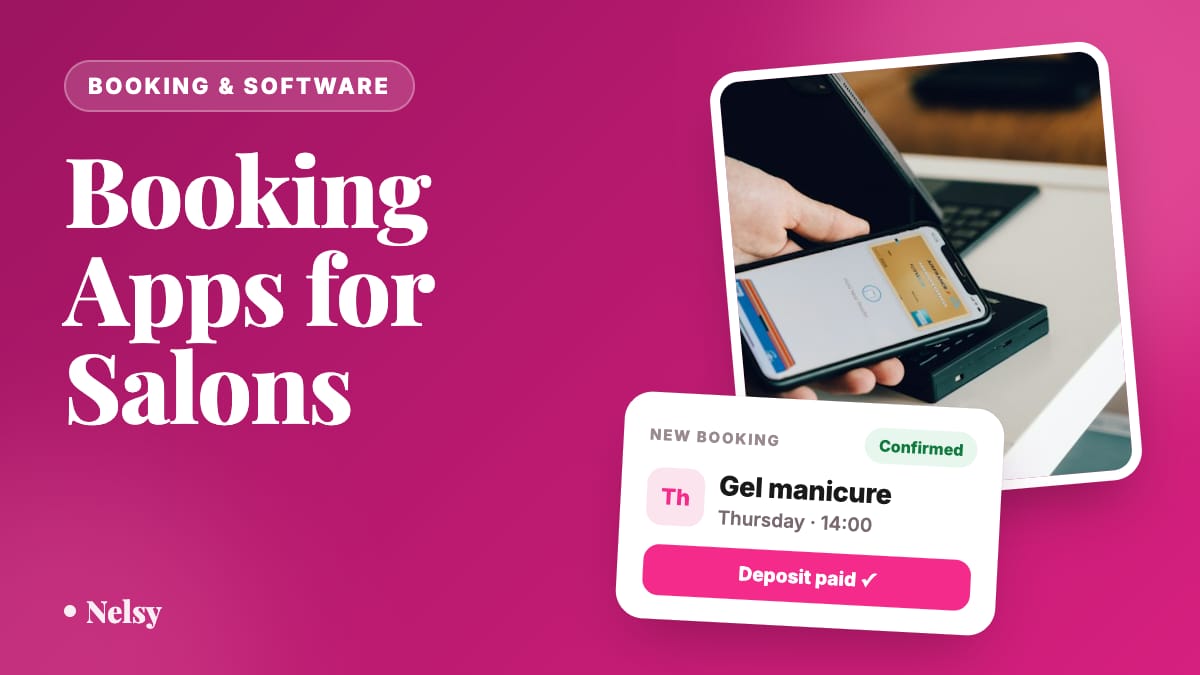 BOOKING & SOFTWARE
Booking
Apps for
Salons
NEW BOOKING
Confirmed
Th
Gel manicure
Thursday · 14:00
Deposit paid ✓
Nelsy